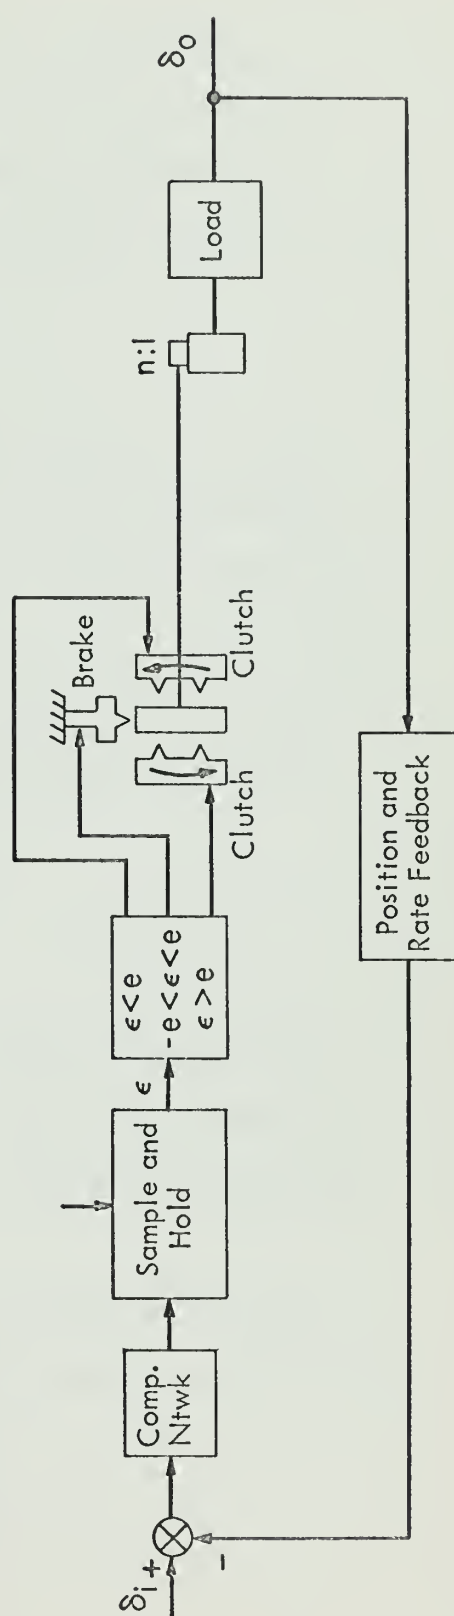 δi
+
-
Comp.
Ntwk
Sample and
Hold
ϵ
ϵ<e
-e<ϵ<e
ϵ>e
Brake
Clutch
Clutch
n:1
Load
δo
Position and
Rate Feedback